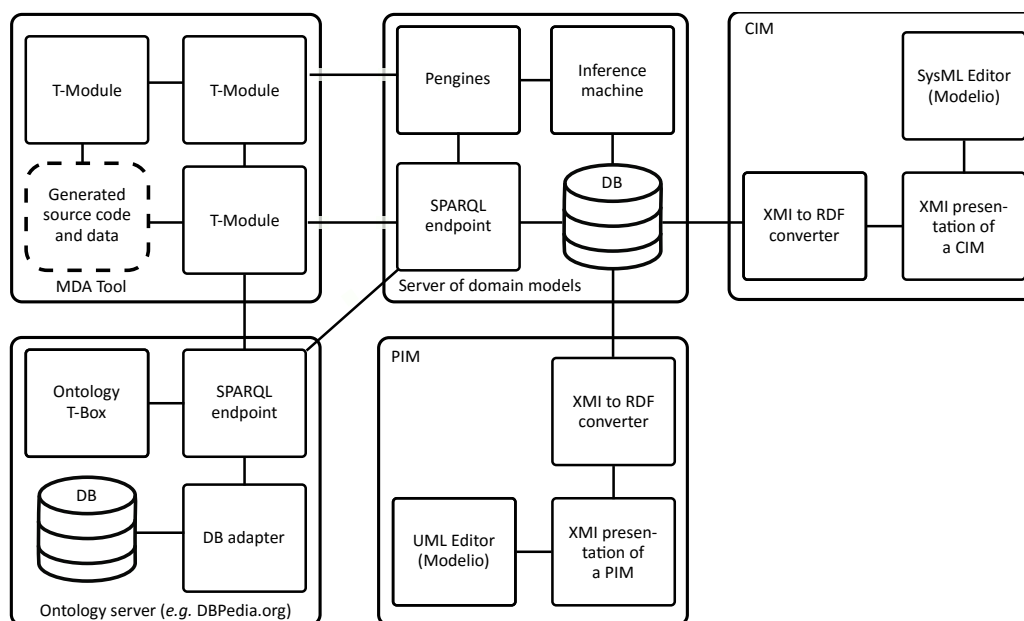 T-Module
T-Module
Generated
source code
and data
T-Module
MDA Tool
Pengines
Inference
machine
SPARQL
endpoint
DB
Server of domain models
CIM
SysML Editor
(Modelio)
XMI to RDF
converter
XMI presen-
tation of
a CIM
Ontology
T-Box
SPARQL
endpoint
DB
DB adapter
Ontology server (e.g. DBPedia.org)
PIM
XMI to RDF
converter
UML Editor
(Modelio)
XMI presen-
tation of
a PIM